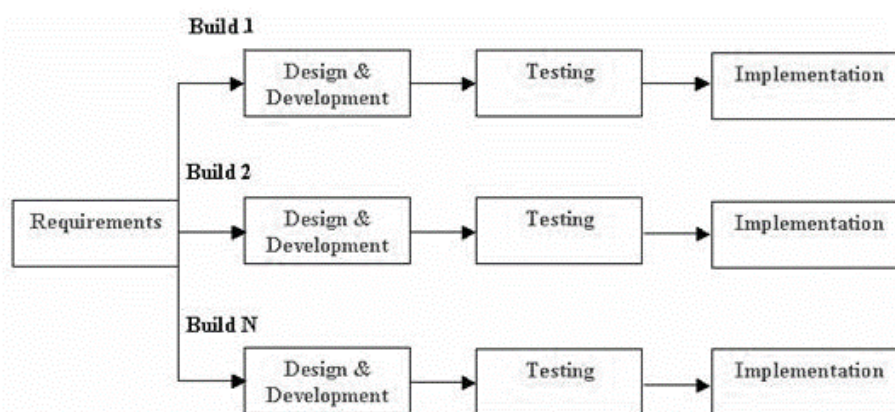 Build 1
Design &
Development
Testing
Implementation
Build 2
Requirements
Design &
Development
Testing
Implementation
Build N
Design &
Development
Testing
Implementation